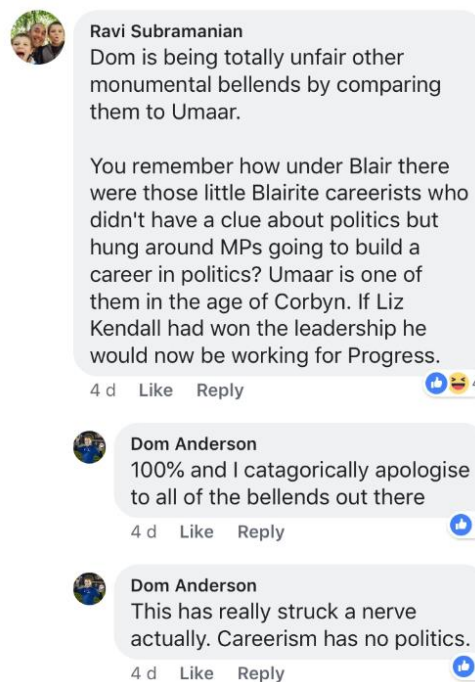 Ravi Subramanian
Dom is being totally unfair other
monumental bellends by comparing
them to Umaar.
You remember how under Blair there
were those little Blairite careerists who
didn't have a clue about politics but
hung around MPs going to build a
career in politics? Umaar is one of
them in the age of Corbyn. If Liz
Kendall had won the leadership he
would now be working for Progress.
4 d Like Reply
Dom Anderson
100% and I catagorically apologise
to all of the bellends out there
4 d Like Reply
Dom Anderson
This has really struck a nerve
actually. Careerism has no politics.
4 d Like Reply